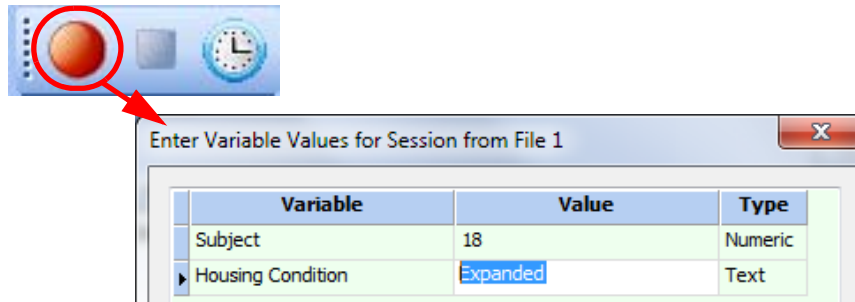 Enter Variable Values for Session from File 1
Variable Value Type
Subject 18 Numeric
Housing Condition Expanded Text